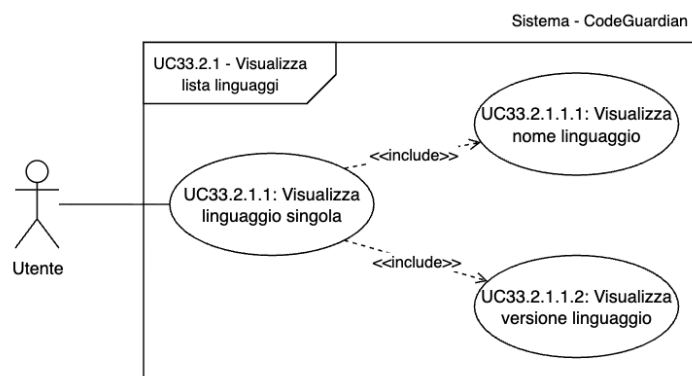 Sistema - CodeGuardian
UC33.2.1 - Visualizza
lista linguaggi
UC33.2.1.1.1: Visualizza
nome linguaggio
<<include>>
UC33.2.1.1: Visualizza
linguaggio singola
Utente
<<include>>
UC33.2.1.1.2: Visualizza
versione linguaggio